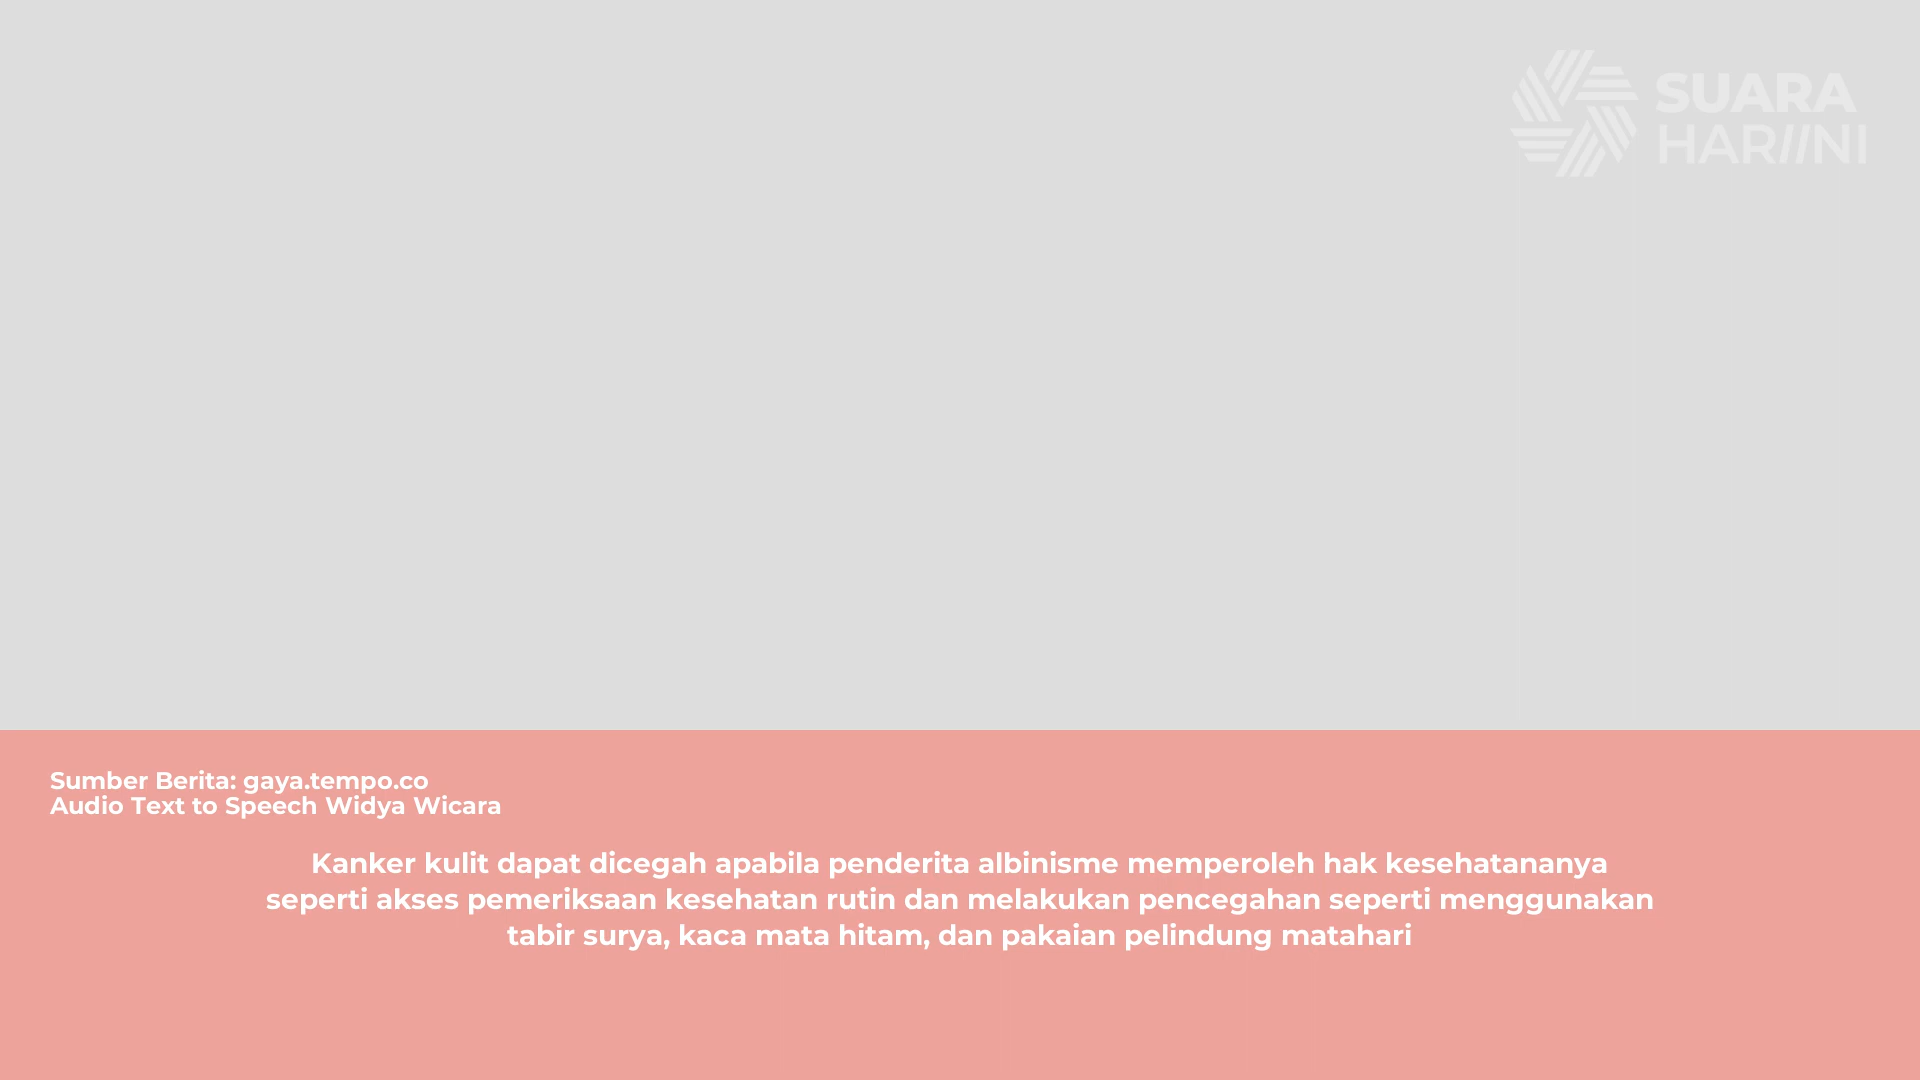 SUARA
HARI INI
Sumber Berita: gaya.tempo.co
Audio Text to Speech Widya Wicara
Kanker kulit dapat dicegah apabila penderita albinisme memperoleh hak kesehatananya
seperti akses pemeriksaan kesehatan rutin dan melakukan pencegahan seperti menggunakan
tabir surya, kaca mata hitam, dan pakaian pelindung matahari